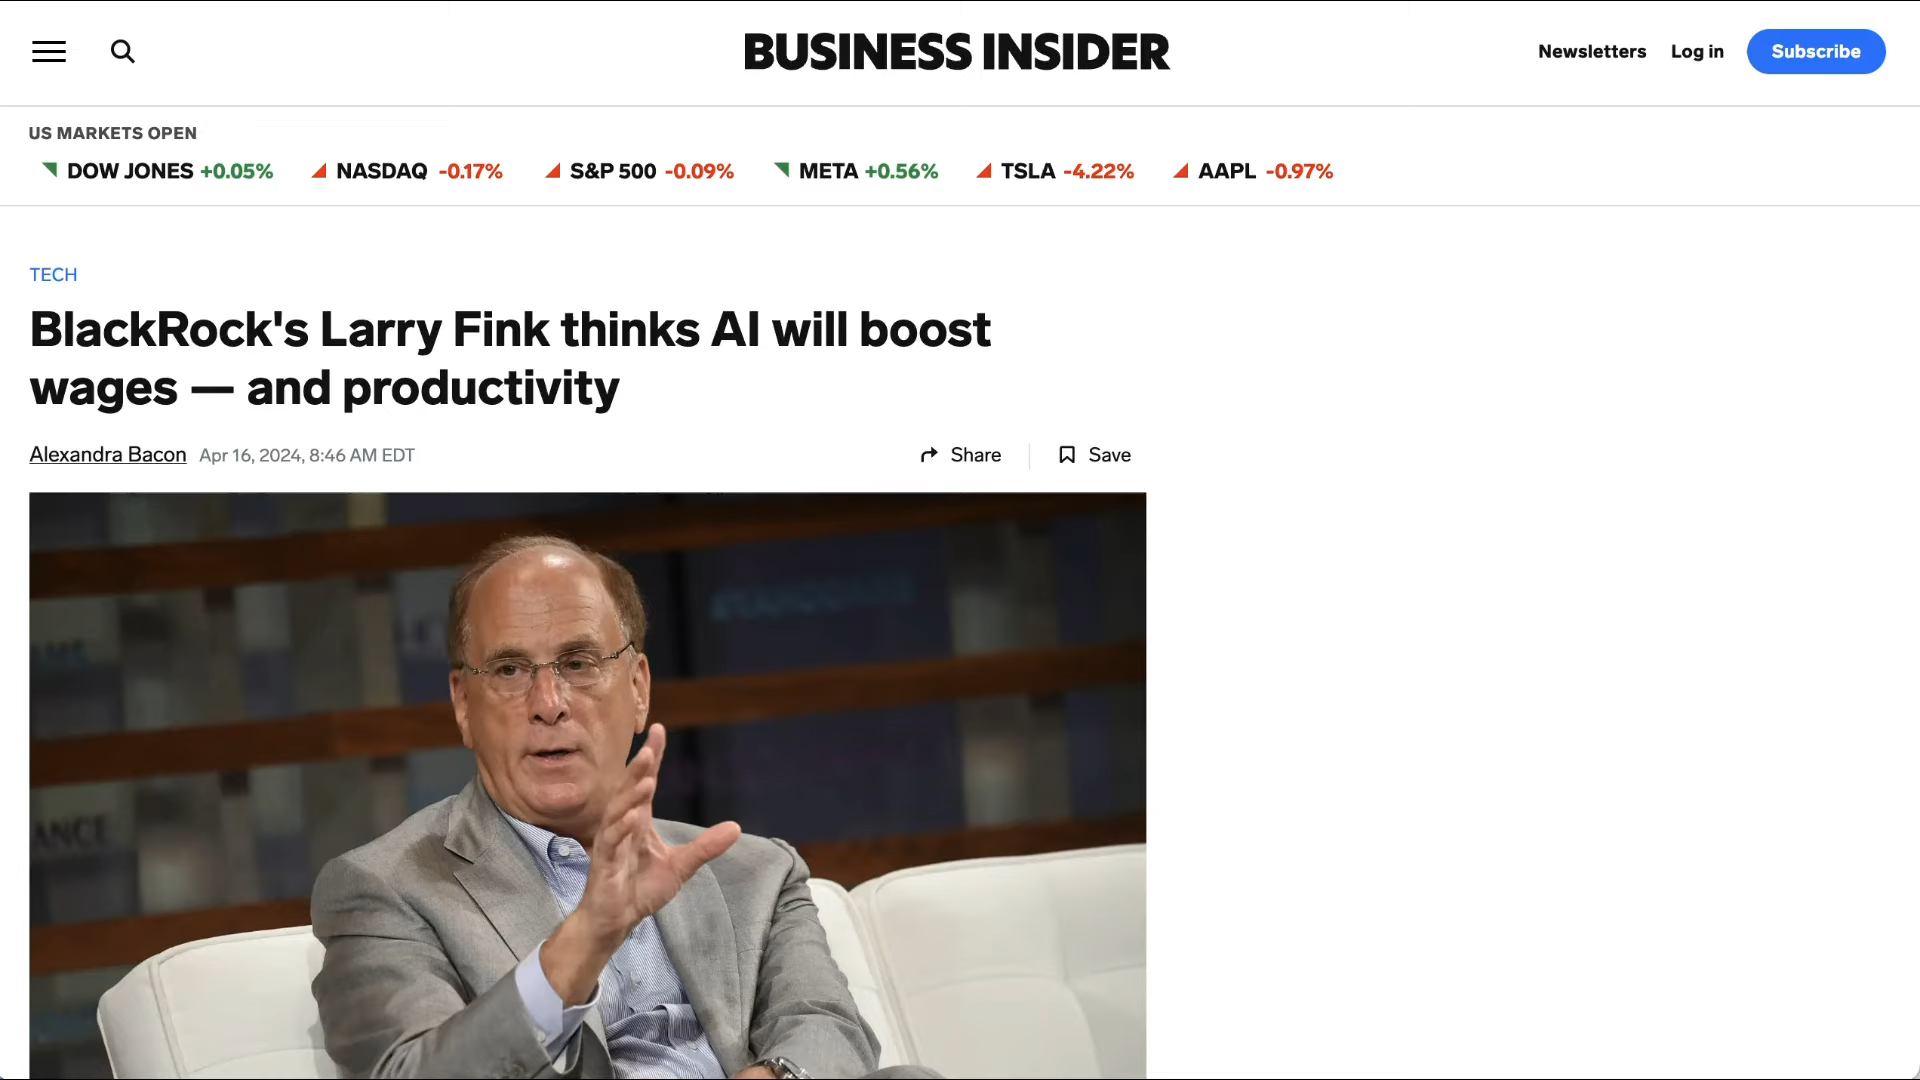 BUSINESS INSIDER
Newsletters Log in Subscribe
US MARKETS OPEN
DOW JONES +0.05% NASDAQ -0.17% S&P 500 -0.09% META +0.56% TSLA -4.22% AAPL -0.97%
TECH
BlackRock's Larry Fink thinks AI will boost
wages — and productivity
Alexandra Bacon Apr 16, 2024, 8:46 AM EDT Share Save
ANCE